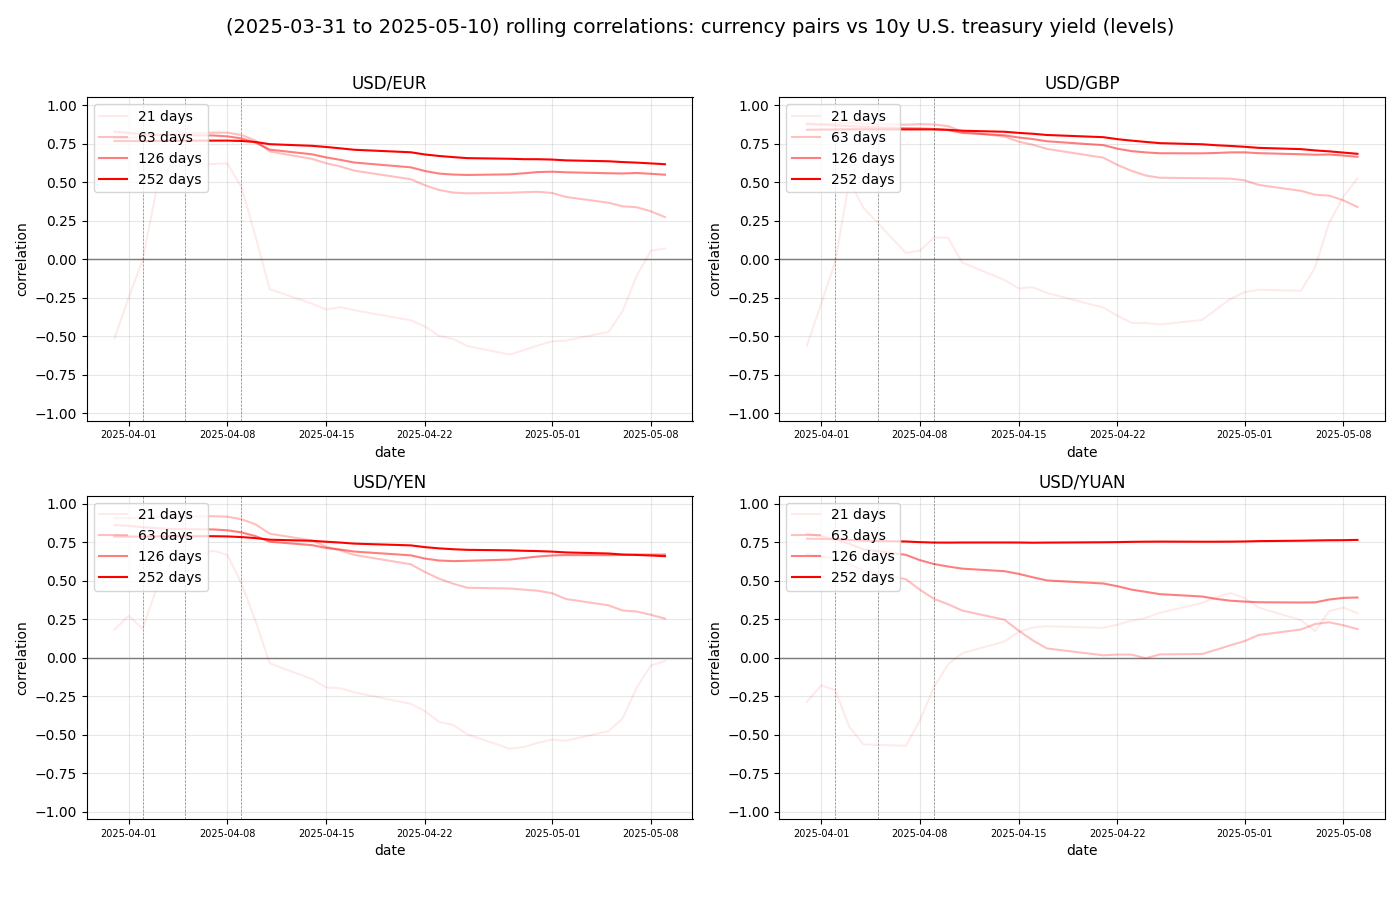 (2025-03-31 to 2025-05-10) rolling correlations: currency pairs vs 10y U.S. treasury yield (levels)
USD/EUR
1.00
0.75
0.50
0.25
0.00
−0.25
−0.50
−0.75
−1.00
correlation
21 days
63 days
126 days
252 days
2025-04-01
2025-04-08
2025-04-15
2025-04-22
2025-05-01
2025-05-08
date
USD/GBP
1.00
0.75
0.50
0.25
0.00
−0.25
−0.50
−0.75
−1.00
correlation
21 days
63 days
126 days
252 days
2025-04-01
2025-04-08
2025-04-15
2025-04-22
2025-05-01
2025-05-08
date
USD/YEN
1.00
0.75
0.50
0.25
0.00
−0.25
−0.50
−0.75
−1.00
correlation
21 days
63 days
126 days
252 days
2025-04-01
2025-04-08
2025-04-15
2025-04-22
2025-05-01
2025-05-08
date
USD/YUAN
1.00
0.75
0.50
0.25
0.00
−0.25
−0.50
−0.75
−1.00
correlation
21 days
63 days
126 days
252 days
2025-04-01
2025-04-08
2025-04-15
2025-04-22
2025-05-01
2025-05-08
date